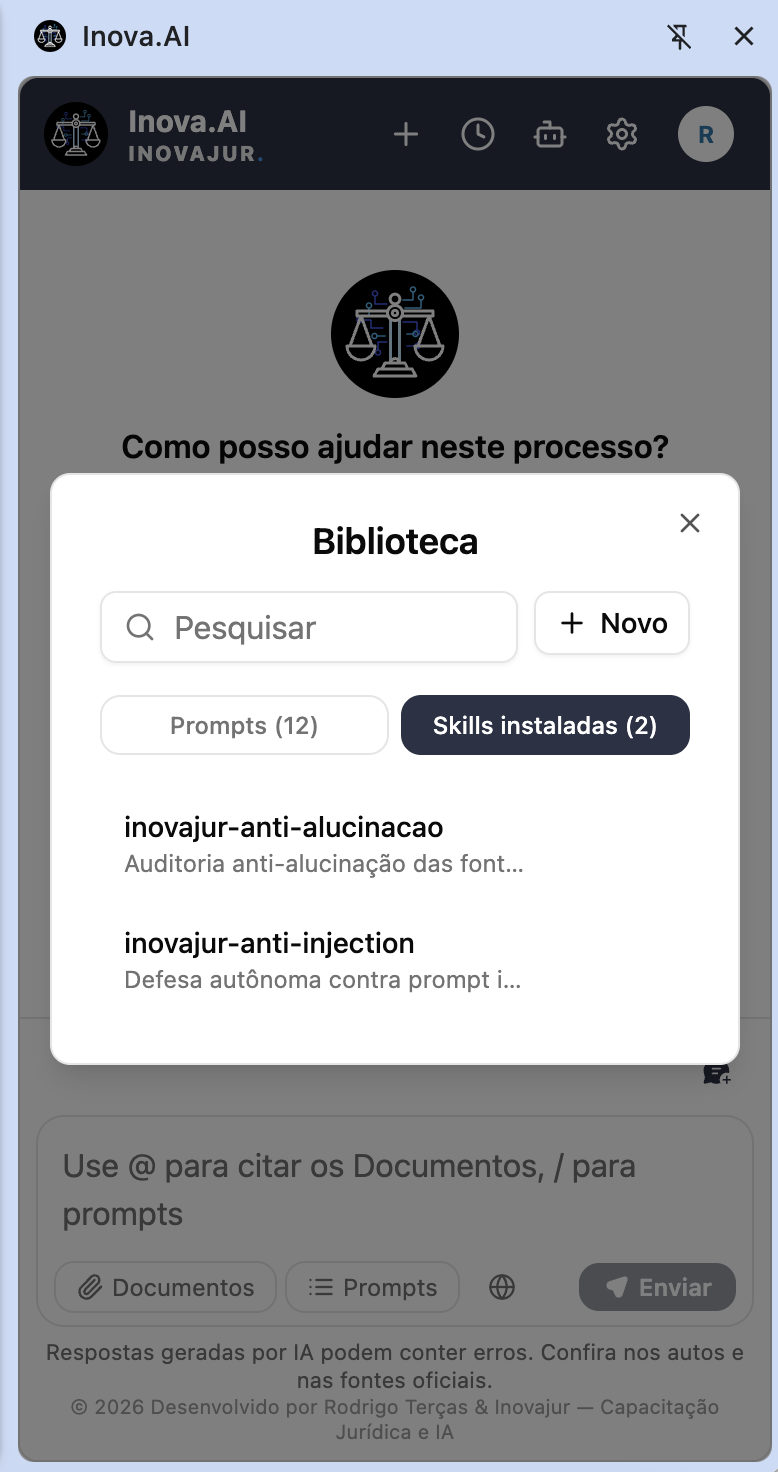 Inova.AI
Inova.AI
INOVAJUR.
R
Como posso ajudar neste processo?
Biblioteca
Pesquisar
Novo
Prompts (12)
Skills instaladas (2)
inovajur-anti-alucinacao
Auditoria anti-alucinação das font...
inovajur-anti-injection
Defesa autônoma contra prompt i...
Use @ para citar os Documentos, / para
prompts
Documentos
Prompts
Enviar
Respostas geradas por IA podem conter erros. Confira nos autos e
nas fontes oficiais.
© 2026 Desenvolvido por Rodrigo Terças & Inovajur — Capacitação
Jurídica e IA